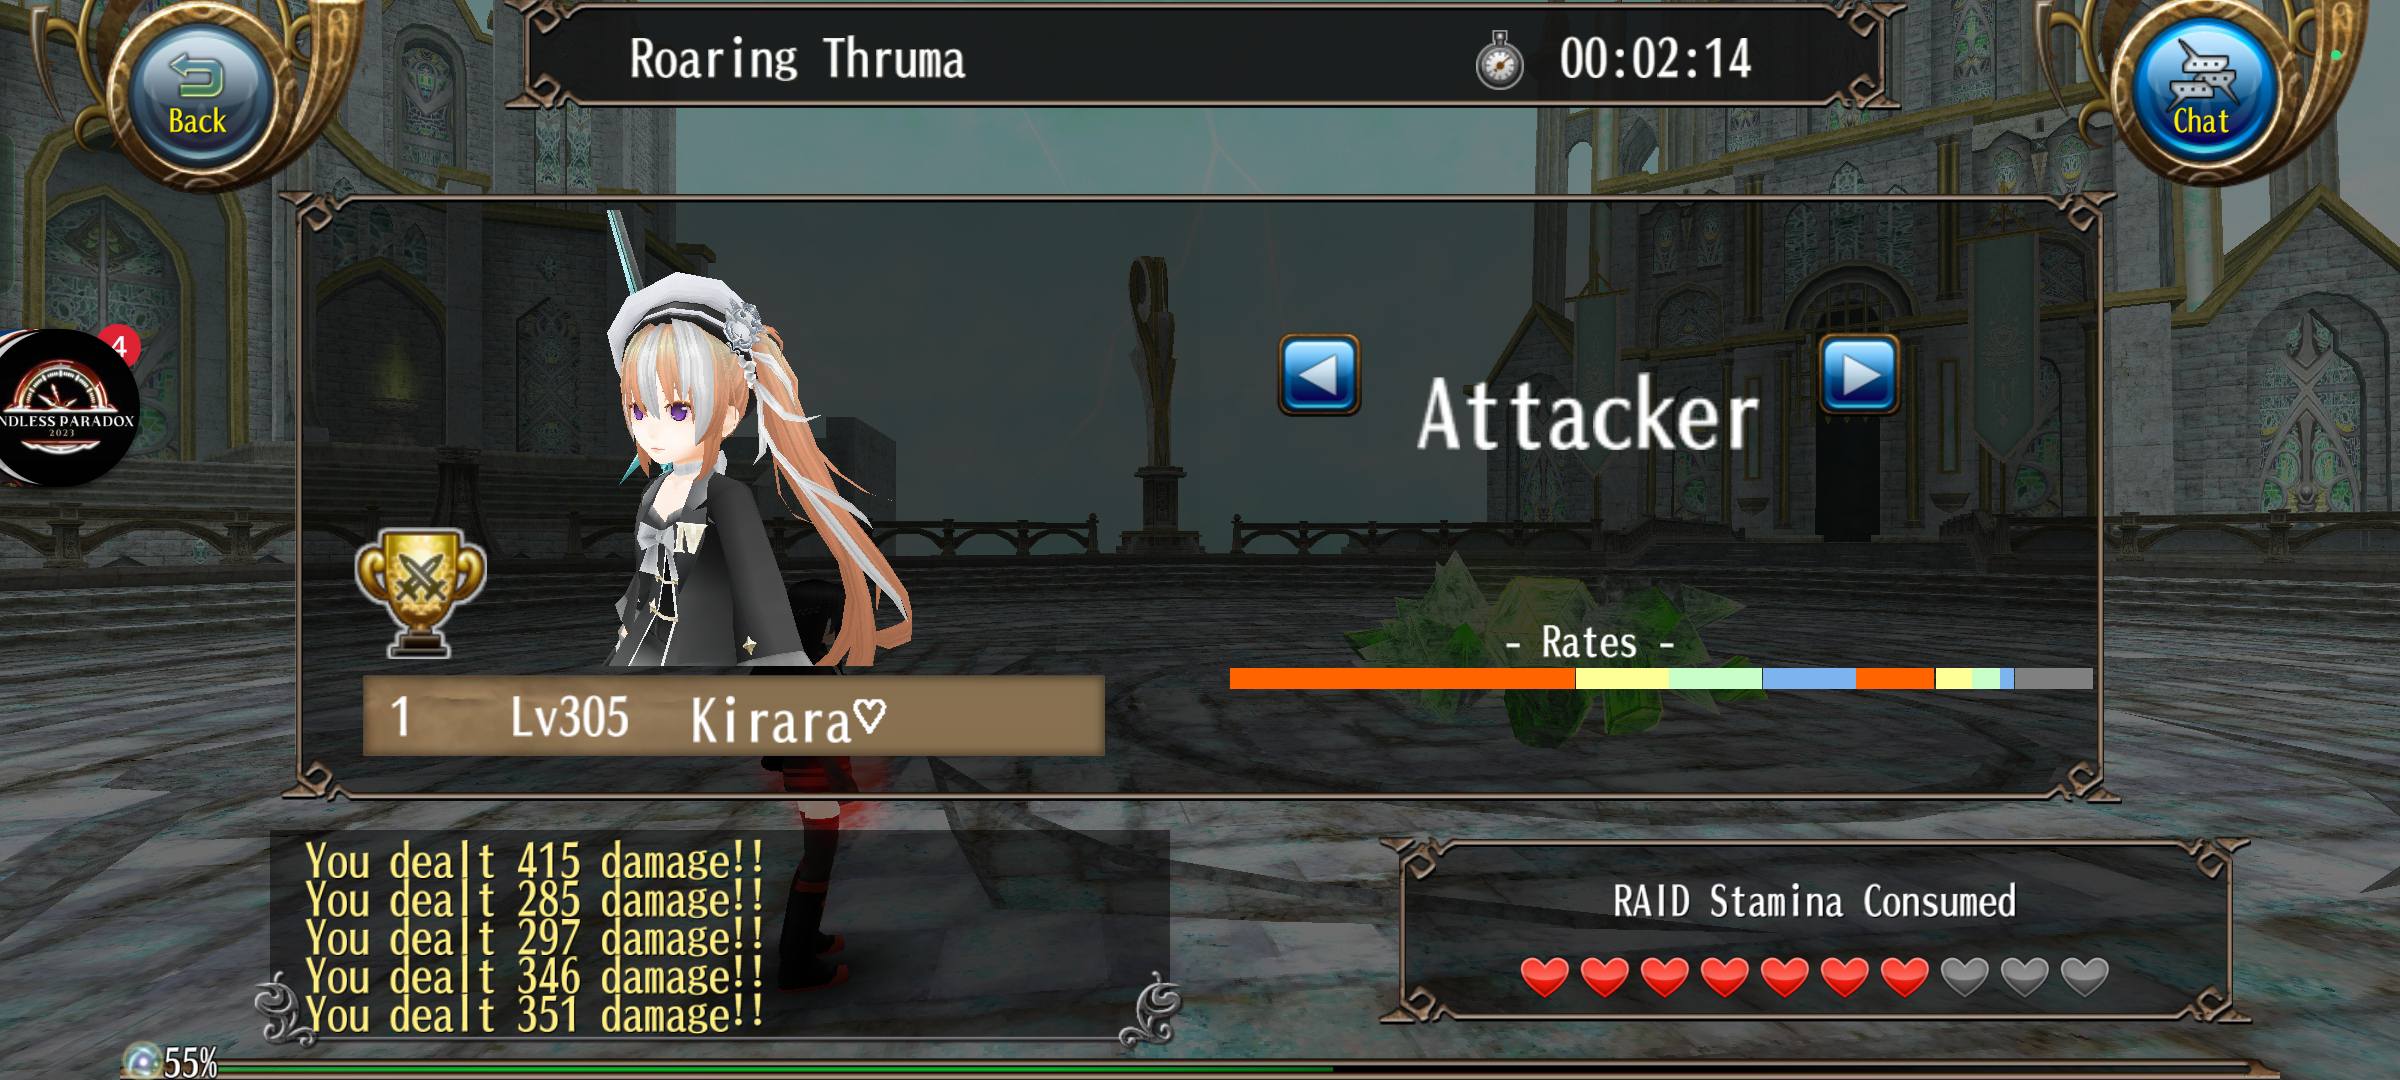 Back
Roaring Thruma
00:02:14
Chat
4
NDLESS PARADOX
2023
Attacker
- Rates -
1 Lv305 Kirara♡
You dealt 415 damage!!
You dealt 285 damage!!
You dealt 297 damage!!
You dealt 346 damage!!
You dealt 351 damage!!
RAID Stamina Consumed
55%